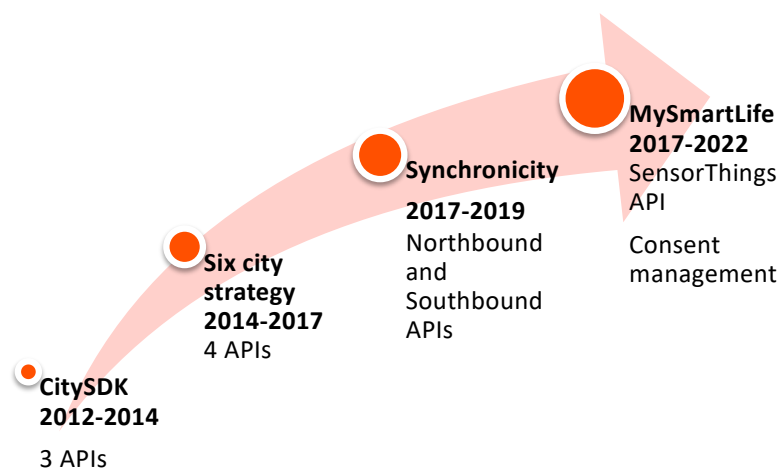 CitySDK
2012-2014
3 APIs
Six city
strategy
2014-2017
4 APIs
Synchronicity
2017-2019
Northbound
and
Southbound
APIs
MySmartLife
2017-2022
SensorThings
API
Consent
management